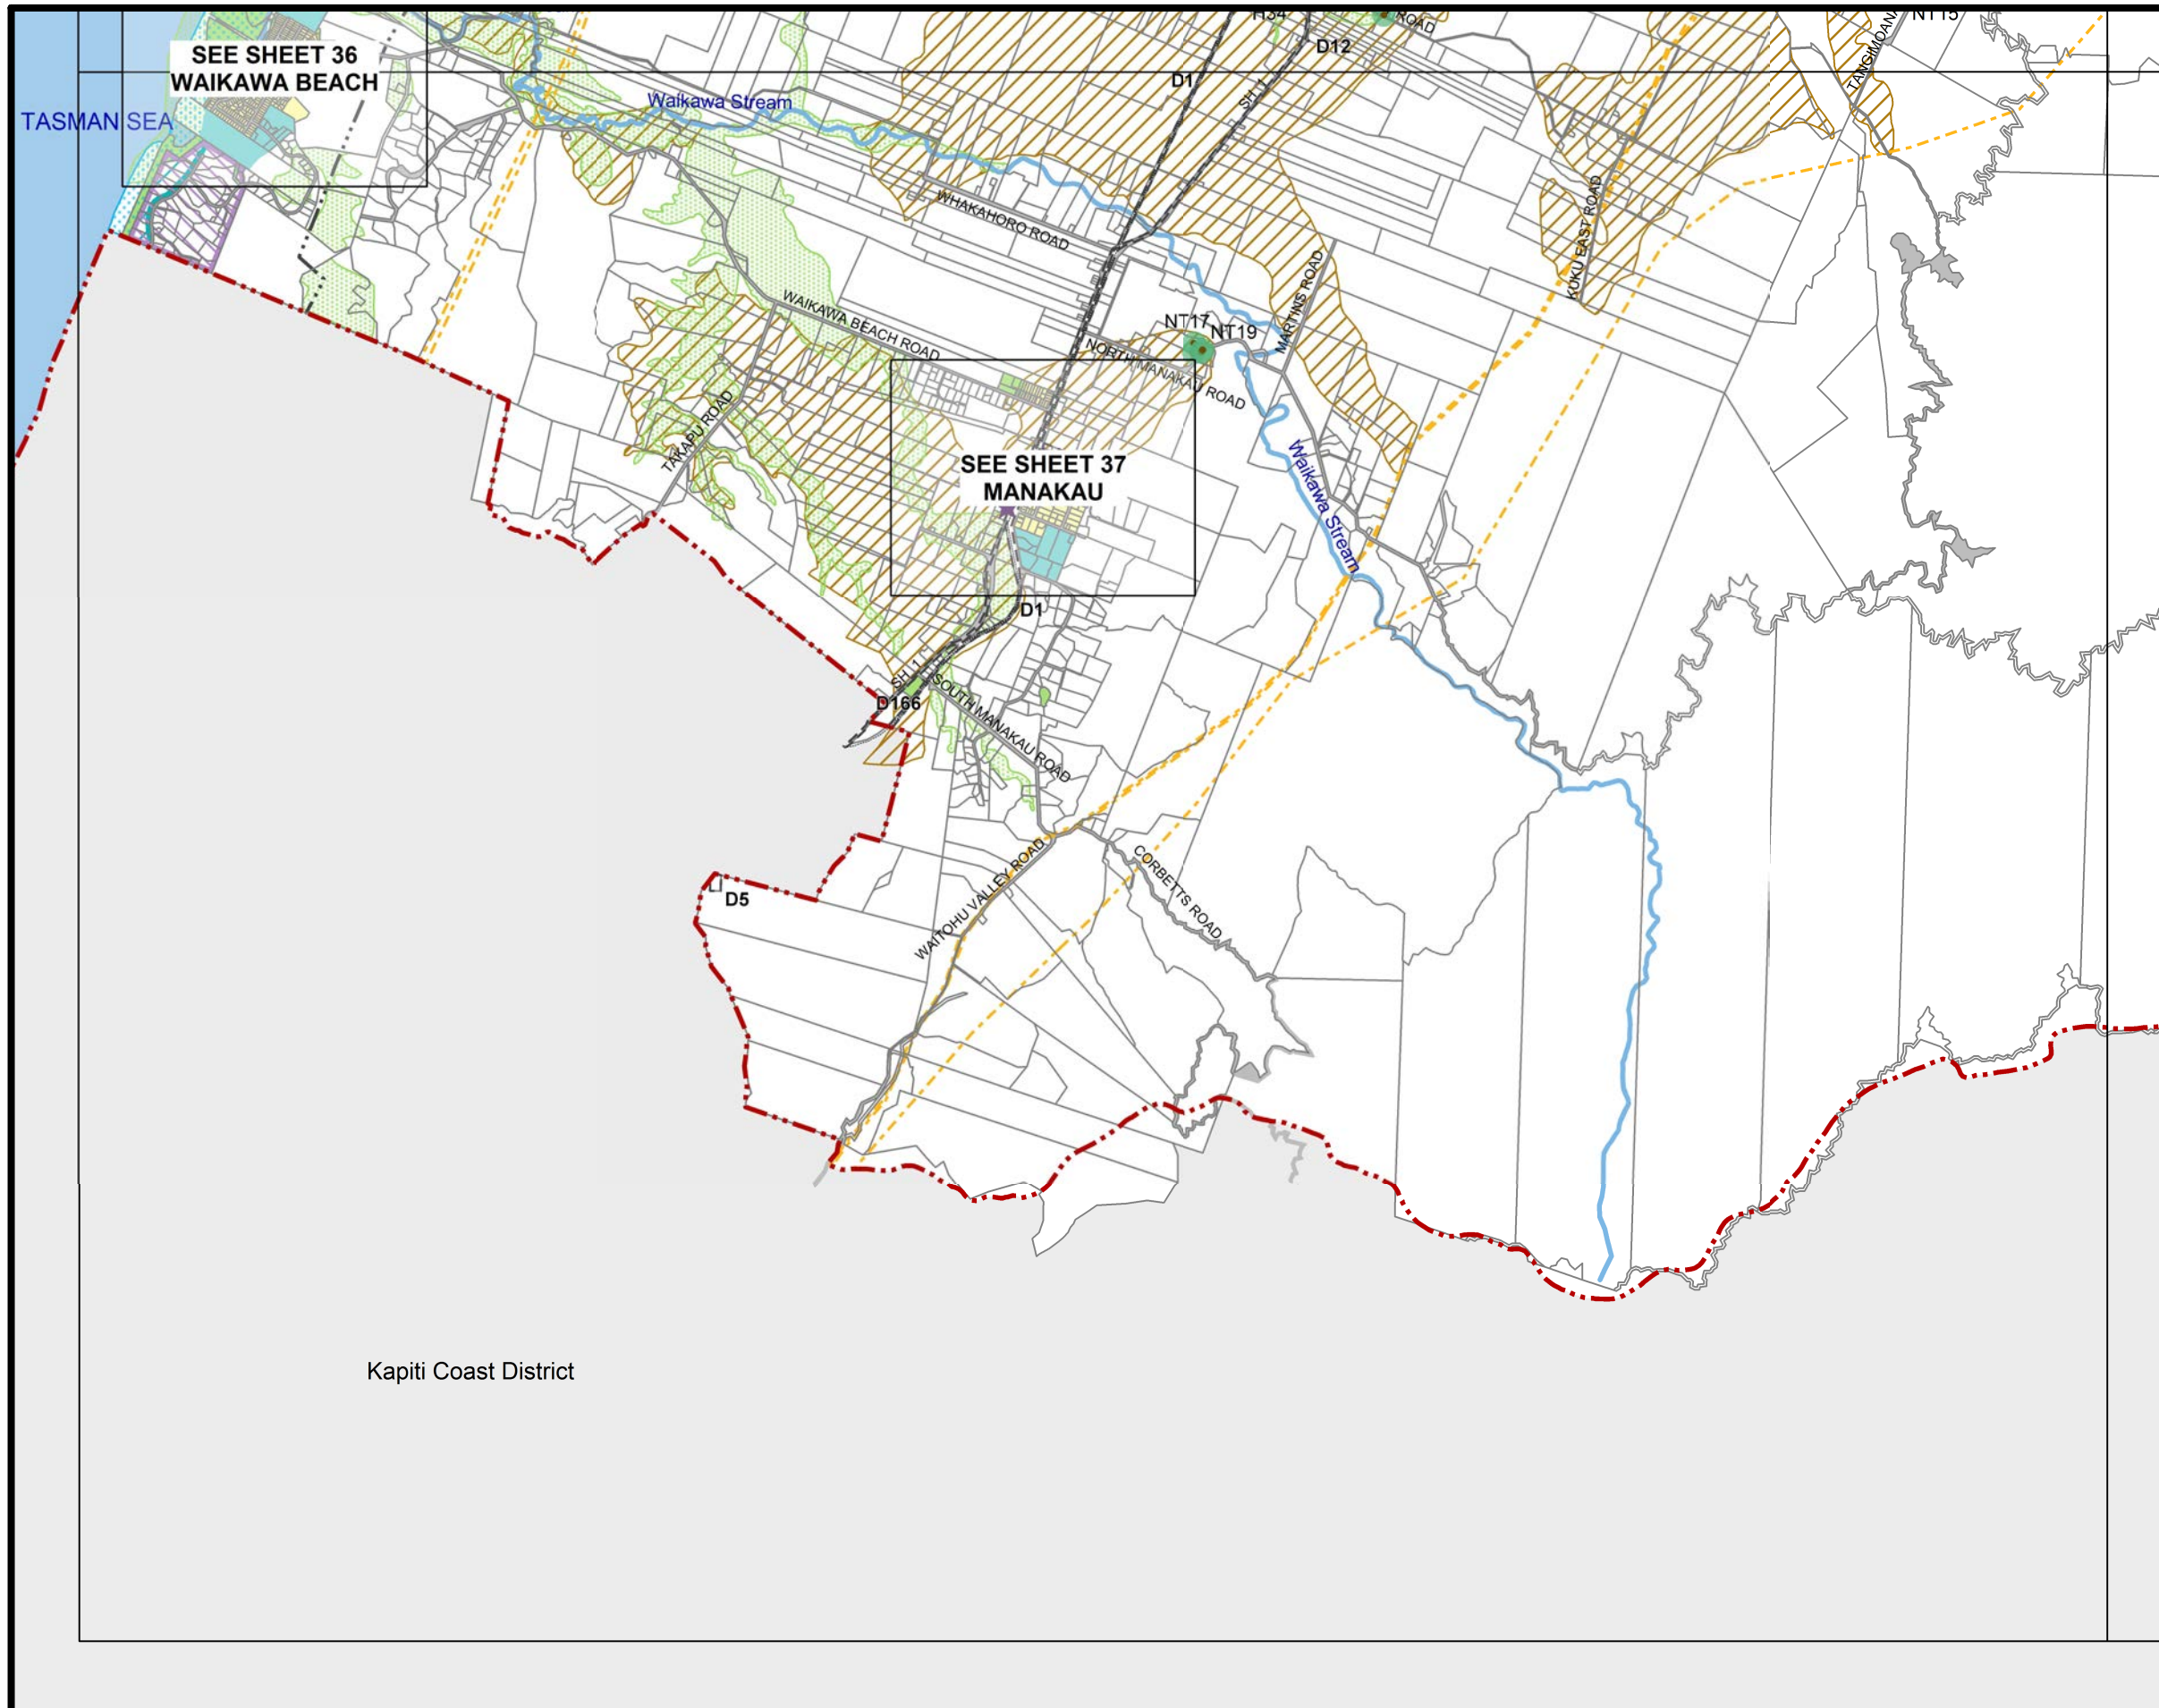 NT15
ROAD
D12
SEE SHEET 36
WAIKAWA BEACH
TASMAN SEA
Waikawa Stream
D1
SH 1
WHAKAHORO ROAD
KUKU EAST ROAD
MARTINS ROAD
WAIKAWA BEACH ROAD
NT17
NT19
NORTH MANAKAU ROAD
TAKAPU ROAD
SEE SHEET 37
MANAKAU
Waikawa Stream
D1
SH 1
D166
SOUTH MANAKAU ROAD
WAITOHU VALLEY ROAD
CORBETTS ROAD
D5
Kapiti Coast District